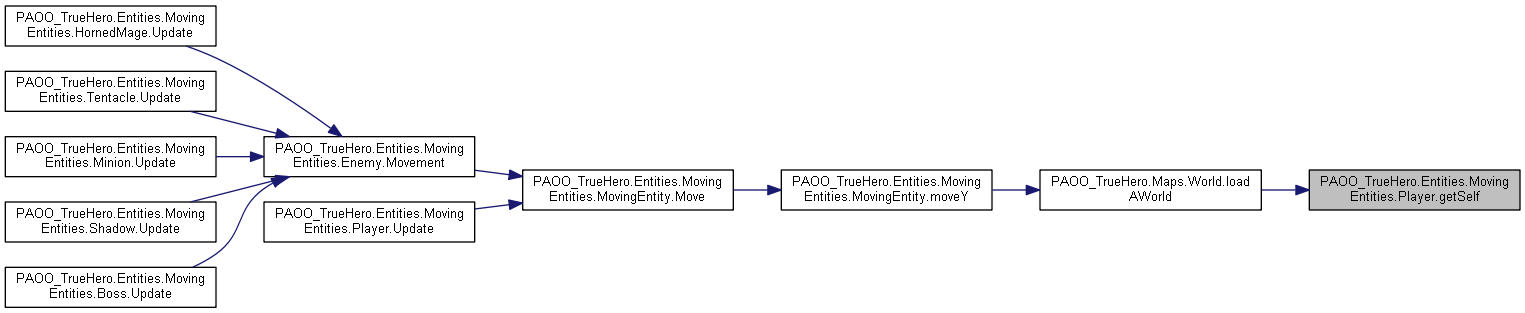 PAOO_TrueHero.Entities.Moving
Entities.HornedMage.Update
PAOO_TrueHero.Entities.Moving
Entities.Tentacle.Update
PAOO_TrueHero.Entities.Moving
Entities.Minion.Update
PAOO_TrueHero.Entities.Moving
Entities.Shadow.Update
PAOO_TrueHero.Entities.Moving
Entities.Boss.Update
PAOO_TrueHero.Entities.Moving
Entities.Enemy.Movement
PAOO_TrueHero.Entities.Moving
Entities.Player.Update
PAOO_TrueHero.Entities.Moving
Entities.MovingEntity.Move
PAOO_TrueHero.Entities.Moving
Entities.MovingEntity.moveY
PAOO_TrueHero.Maps.World.load
AWorld
PAOO_TrueHero.Entities.Moving
Entities.Player.getSelf